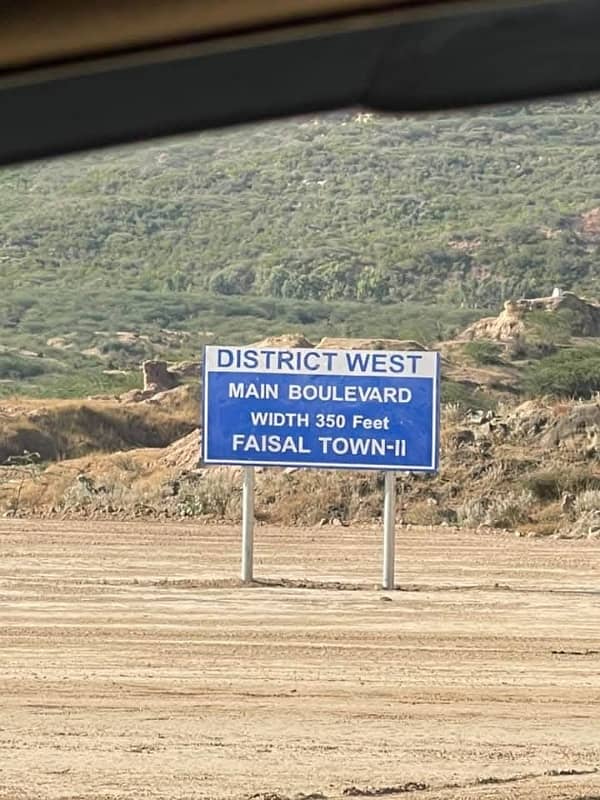 DISTRICT WEST
MAIN BOULEVARD
WIDTH 350 Feet
FAISAL TOWN-II